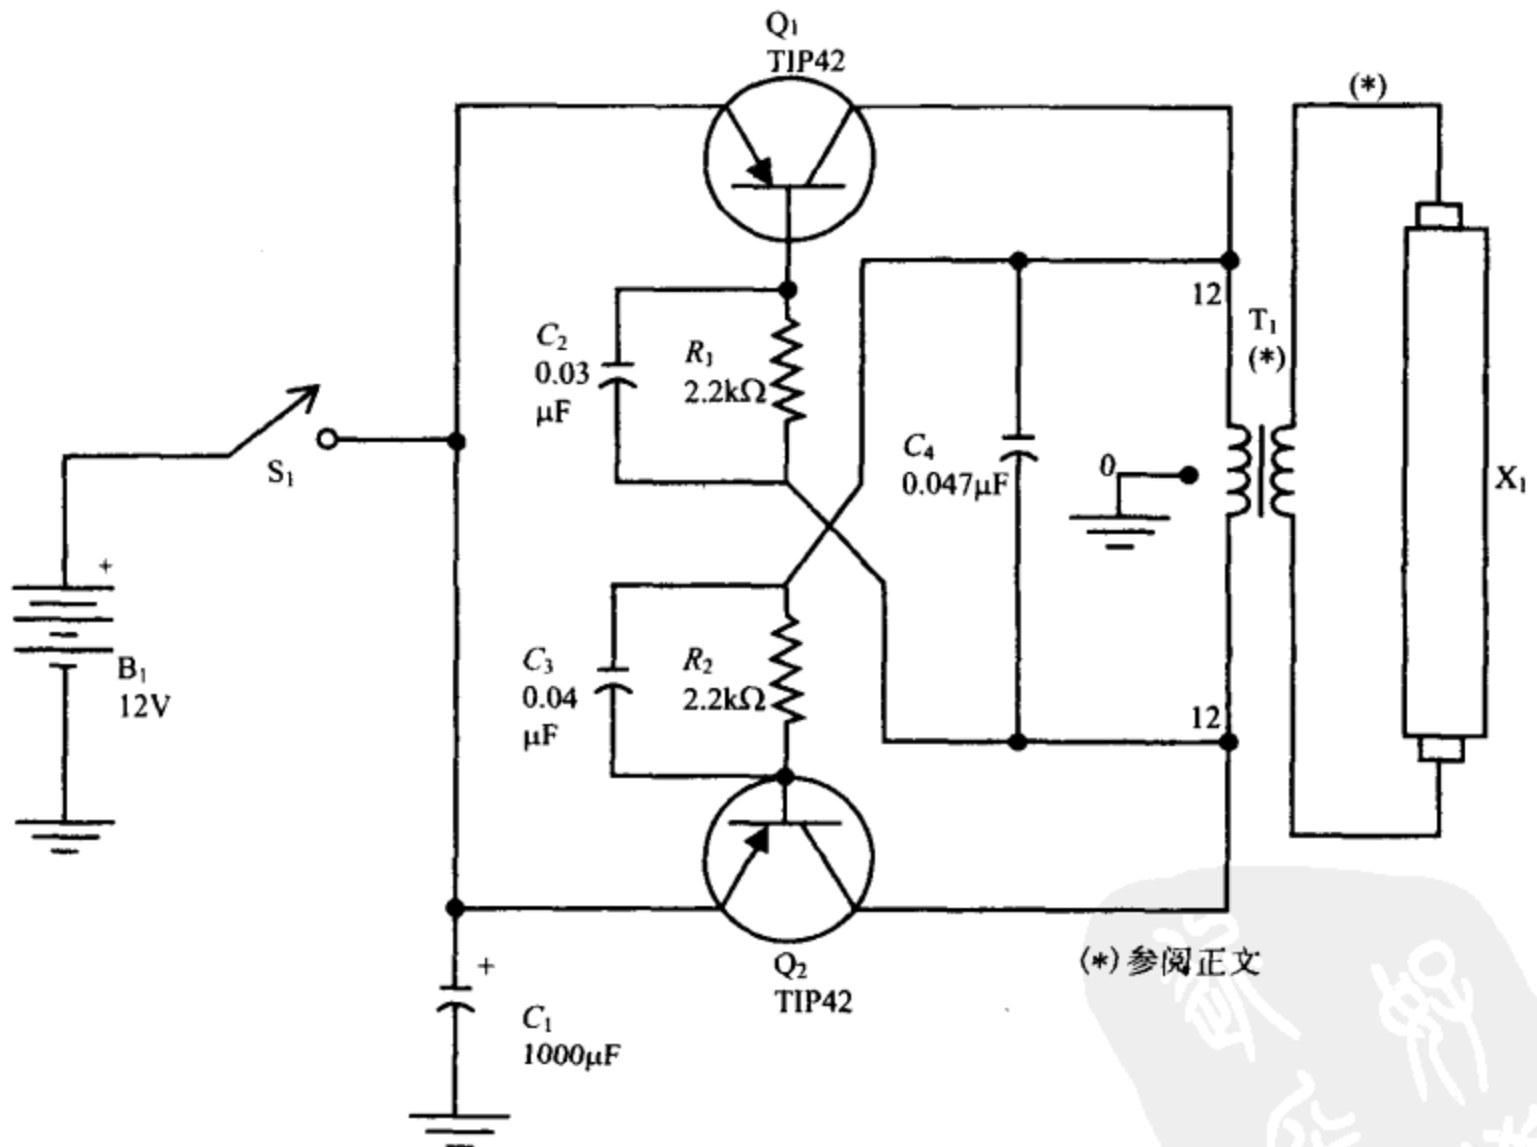 Q₁
TIP42
(*)
12
T₁
(*)
C₂
0.03
μF
R₁
2.2kΩ
C₄
0.047μF
0
S₁
X₁
+
B₁
12V
C₃
0.04
μF
R₂
2.2kΩ
12
Q₂
TIP42
(*)参阅正文
+
C₁
1000μF